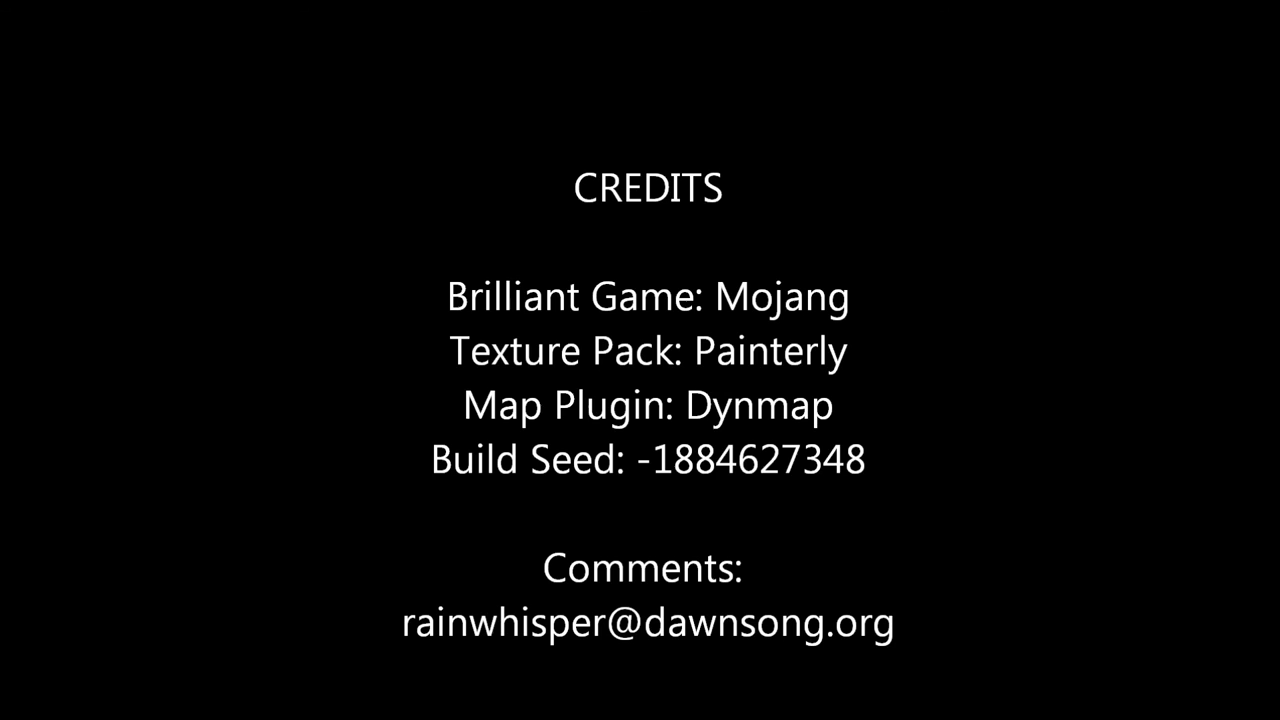 CREDITS
Brilliant Game: Mojang
Texture Pack: Painterly
Map Plugin: Dynmap
Build Seed: -1884627348
Comments:
rainwhisper@dawnsong.org